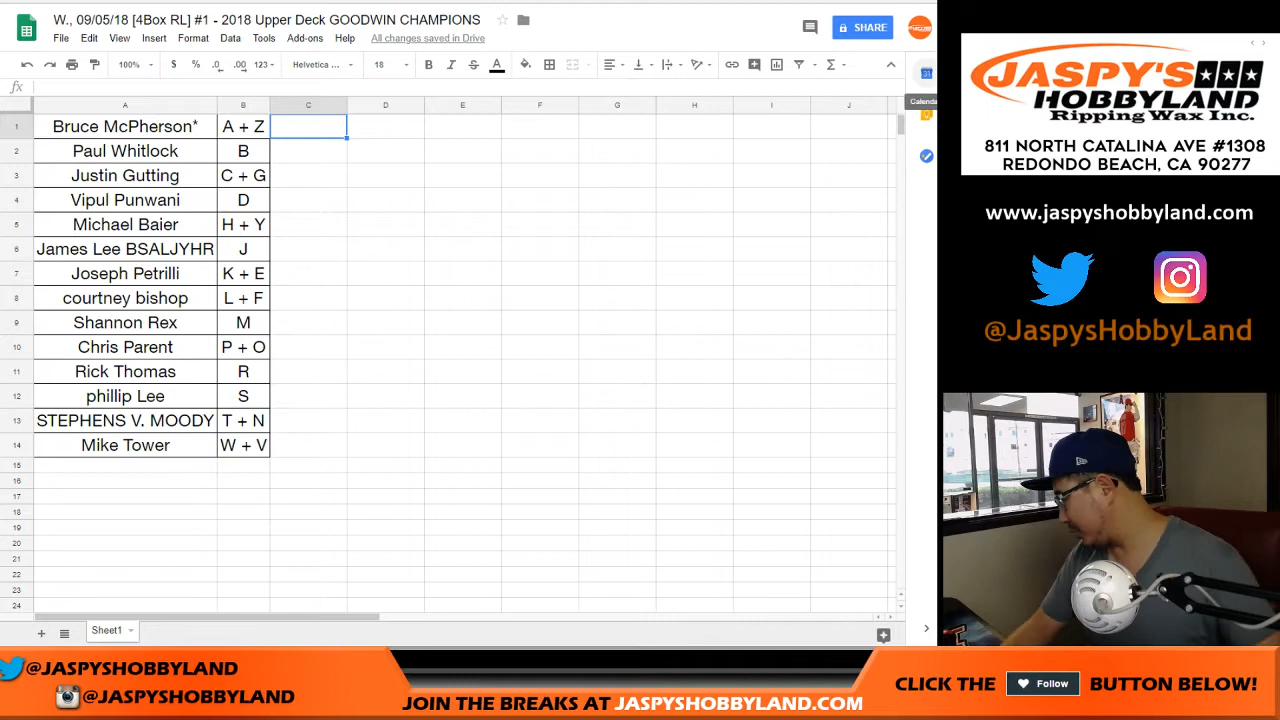 W., 09/05/18 [4Box RL] #1 - 2018 Upper Deck GOODWIN CHAMPIONS
SHARE
File Edit View Insert Format Data Tools Add-ons Help All changes saved in Drive
100% $ % .0 .00 123 Helvetica ... 18 B I S A
fx
Calenda
A B C D E F G H I J
1 Bruce McPherson* A + Z
2 Paul Whitlock B
3 Justin Gutting C + G
4 Vipul Punwani D
5 Michael Baier H + Y
6 James Lee BSALJYHR J
7 Joseph Petrilli K + E
8 courtney bishop L + F
9 Shannon Rex M
10 Chris Parent P + O
11 Rick Thomas R
12 phillip Lee S
13 STEPHENS V. MOODY T + N
14 Mike Tower W + V
15
16
17
18
19
20
21
22
23
24
Sheet1
JASPY'S
HOBBYLAND
Ripping Wax Inc.
811 NORTH CATALINA AVE #1308
REDONDO BEACH, CA 90277
www.jaspyshobbyland.com
@JaspysHobbyLand
@JASPYSHOBBYLAND
@JASPYSHOBBYLAND
JOIN THE BREAKS AT JASPYSHOBBYLAND.COM
CLICK THE Follow BUTTON BELOW!